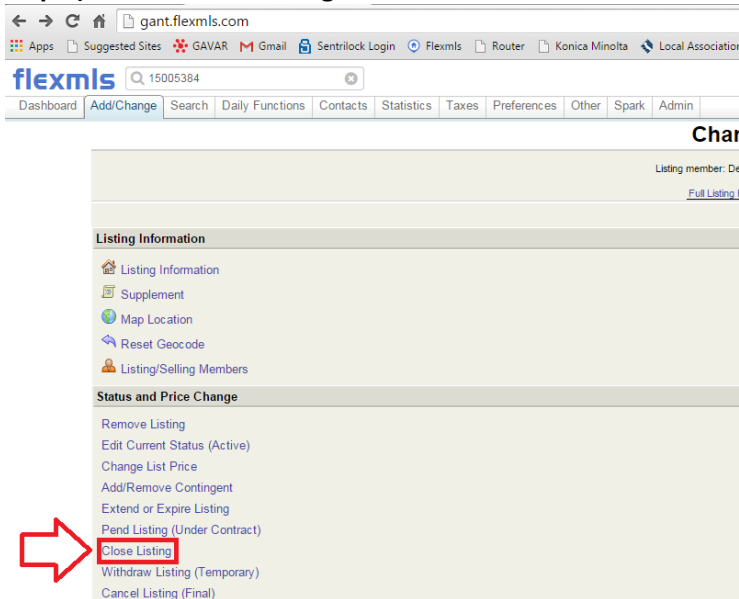 gant.flexmls.com
Apps Suggested Sites GAVAR Gmail Sentrilock Login Flexmls Router Konica Minolta Local Association
flexmls 15005384
Dashboard Add/Change Search Daily Functions Contacts Statistics Taxes Preferences Other Spark Admin
Char
Listing member: De
Full Listing
Listing Information
Listing Information
Supplement
Map Location
Reset Geocode
Listing/Selling Members
Status and Price Change
Remove Listing
Edit Current Status (Active)
Change List Price
Add/Remove Contingent
Extend or Expire Listing
Pend Listing (Under Contract)
Close Listing
Withdraw Listing (Temporary)
Cancel Listing (Final)